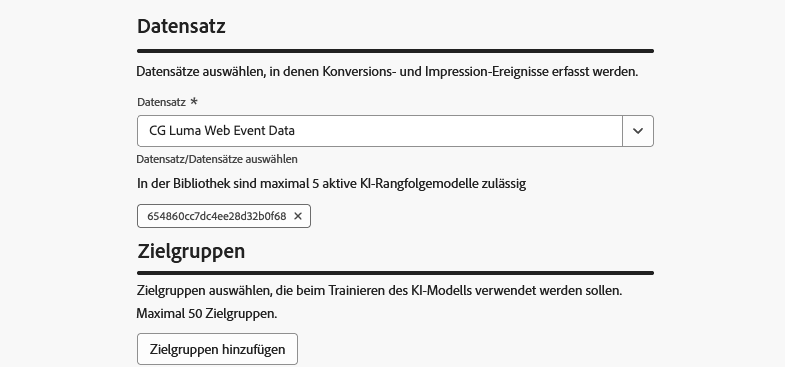 Datensatz
Datensätze auswählen, in denen Konversions- und Impression-Ereignisse erfasst werden.
Datensatz *
CG Luma Web Event Data
Datensatz/Datensätze auswählen
In der Bibliothek sind maximal 5 aktive KI-Rangfolgemodelle zulässig
654860cc7dc4ee28d32b0f68 ×
Zielgruppen
Zielgruppen auswählen, die beim Trainieren des KI-Modells verwendet werden sollen.
Maximal 50 Zielgruppen.
Zielgruppen hinzufügen